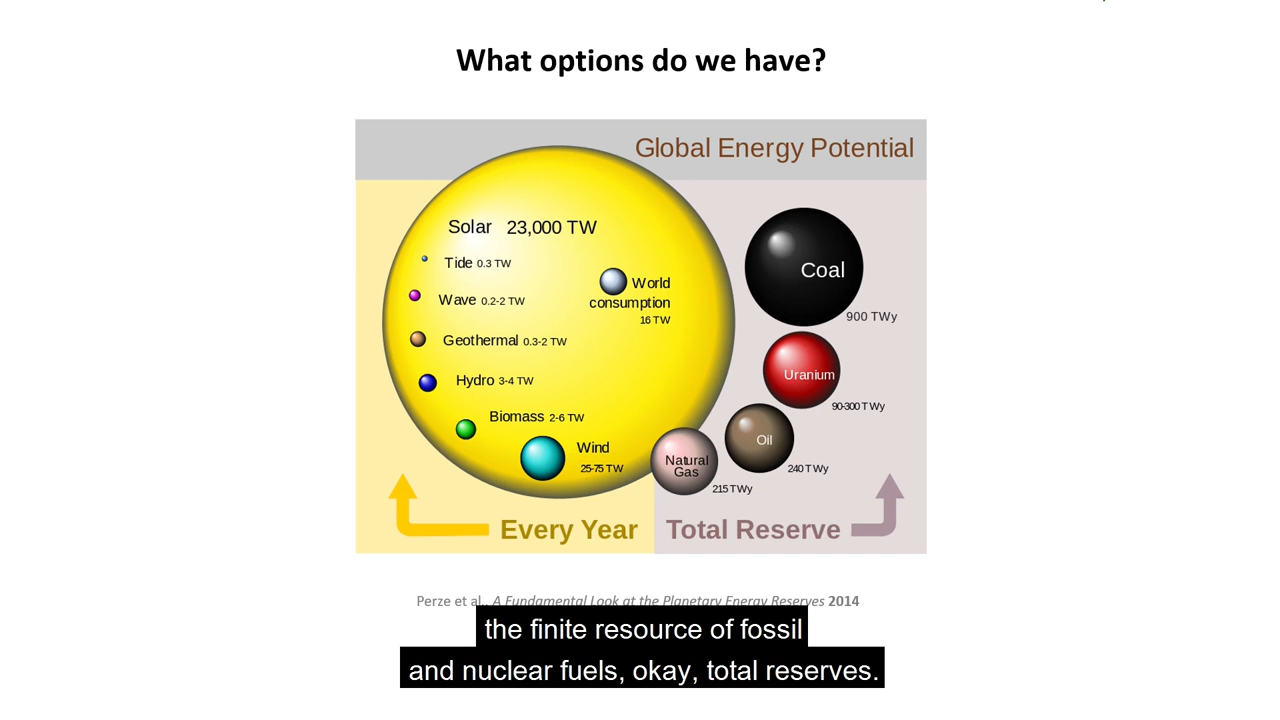 What options do we have?
Global Energy Potential
Solar 23,000 TW
Tide 0.3 TW
Wave 0.2-2 TW
Geothermal 0.3-2 TW
Hydro 3-4 TW
Biomass 2-6 TW
Wind
25-75 TW
World
consumption
16 TW
Coal
900 TWy
Uranium
90-300 TWy
Oil
240 TWy
Natural
Gas
215 TWy
Every Year
Total Reserve
Perze et al., A Fundamental Look at the Planetary Energy Reserves 2014
the finite resource of fossil
and nuclear fuels, okay, total reserves.